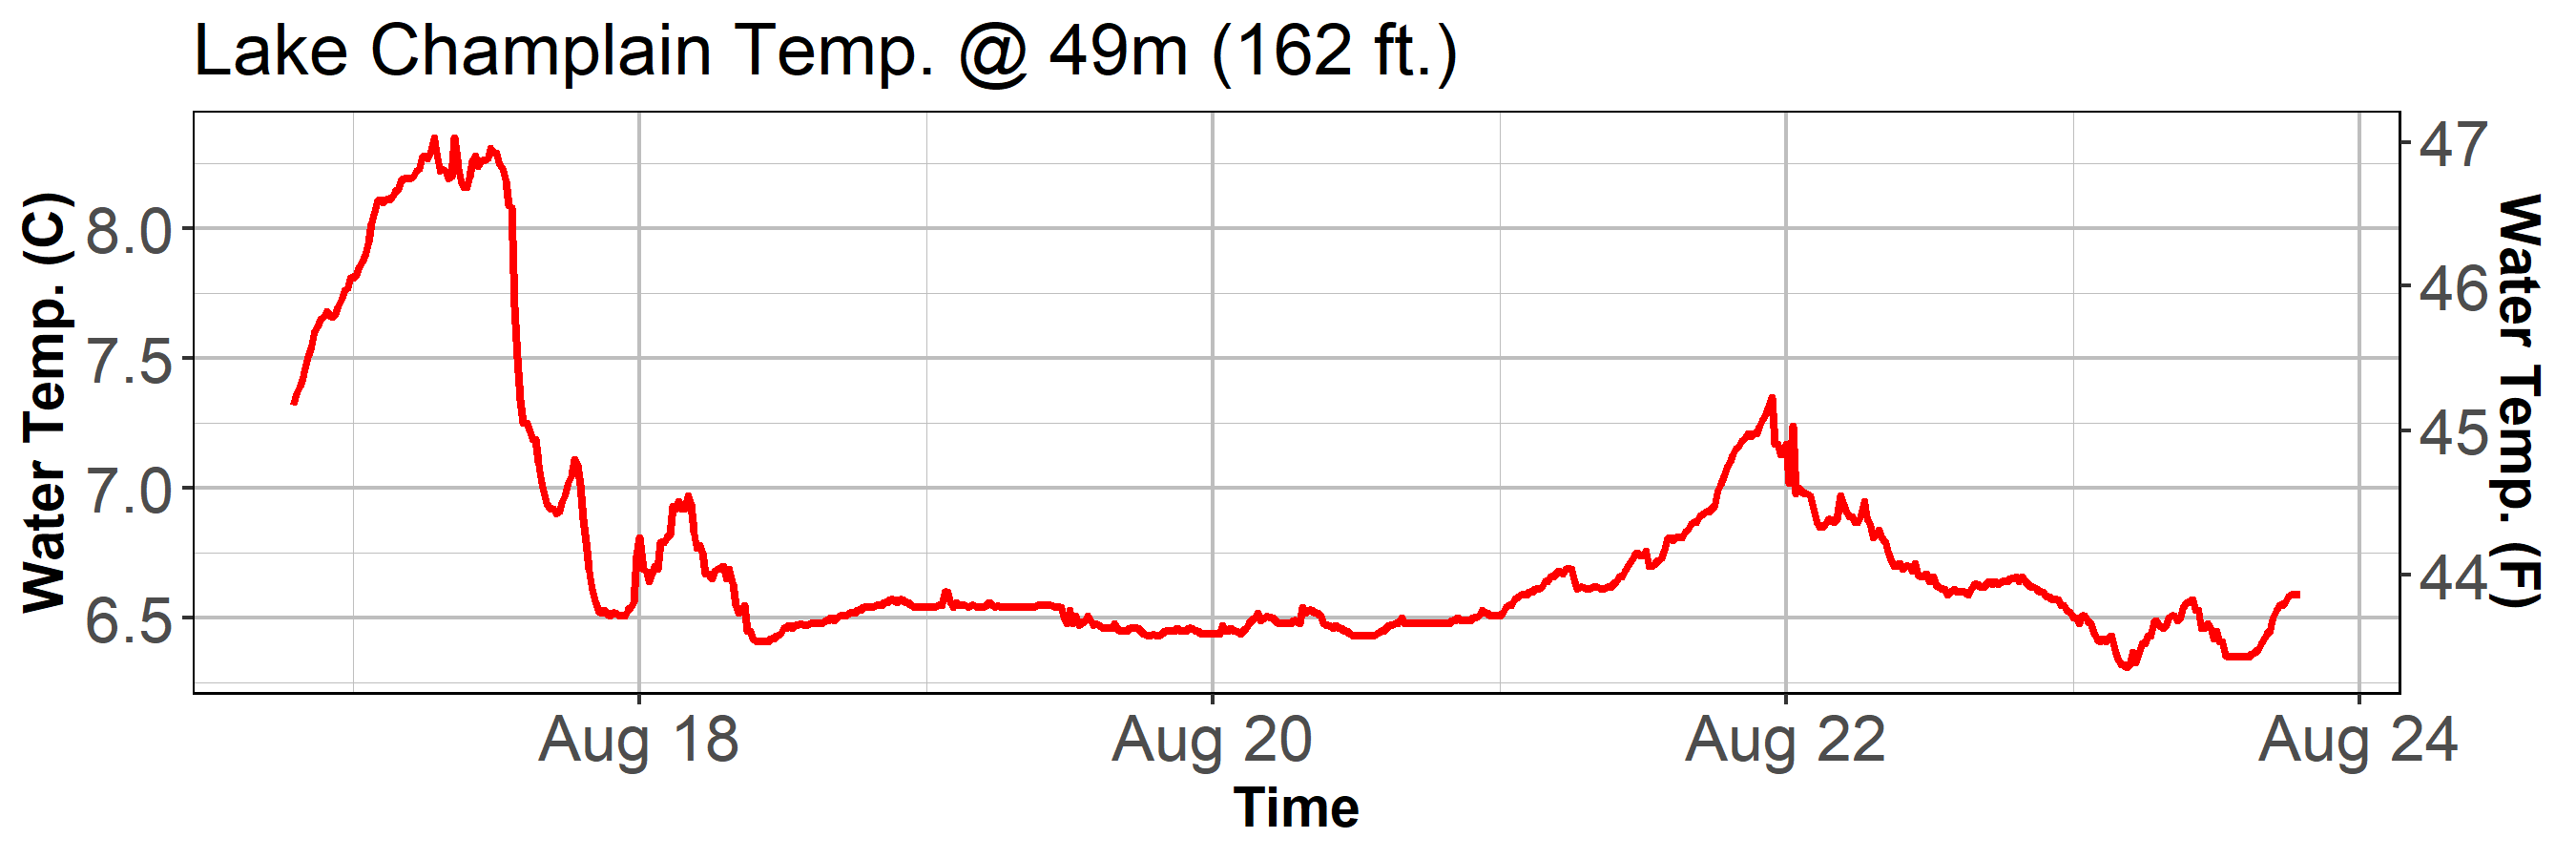 Lake Champlain Temp. @ 49m (162 ft.)
Water Temp. (C)
8.0
7.5
7.0
6.5
47
46
45
44
Water Temp. (F)
Aug 18
Aug 20
Aug 22
Aug 24
Time